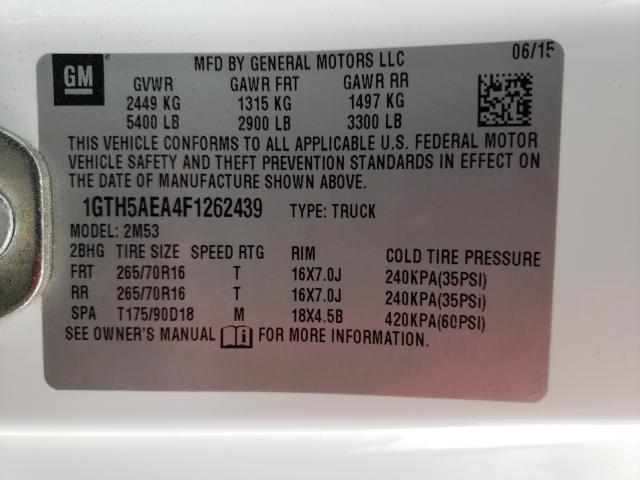 GM
MFD BY GENERAL MOTORS LLC 06/15
GVWR GAWR FRT GAWR RR
2449 KG 1315 KG 1497 KG
5400 LB 2900 LB 3300 LB
THIS VEHICLE CONFORMS TO ALL APPLICABLE U.S. FEDERAL MOTOR
VEHICLE SAFETY AND THEFT PREVENTION STANDARDS IN EFFECT ON
THE DATE OF MANUFACTURE SHOWN ABOVE.
1GTH5AEA4F1262439 TYPE: TRUCK
MODEL: 2M53
2BHG TIRE SIZE SPEED RTG RIM COLD TIRE PRESSURE
FRT 265/70R16 T 16X7.0J 240KPA(35PSI)
RR 265/70R16 T 16X7.0J 240KPA(35PSI)
SPA T175/90D18 M 18X4.5B 420KPA(60PSI)
SEE OWNER'S MANUAL FOR MORE INFORMATION.